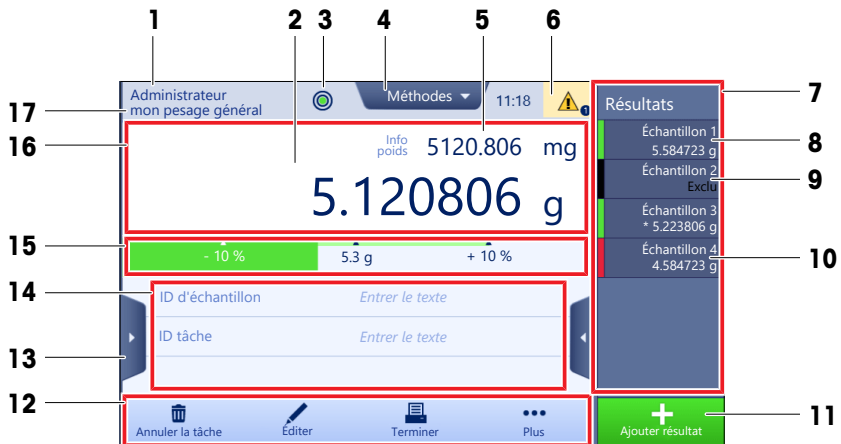 1 2 3 4 5 6
Administrateur
mon pesage général
Méthodes
11:18
1
17
16
Info
poids
5120.806 mg
5.120806 g
15
- 10 %
5.3 g
+ 10 %
14
ID d'échantillon
Entrer le texte
ID tâche
Entrer le texte
13
12
Annuler la tâche
Éditer
Terminer
Plus
Résultats
7
Échantillon 1
5.584723 g
8
Échantillon 2
Exclu
9
Échantillon 3
* 5.223806 g
Échantillon 4
4.584723 g
10
Ajouter résultat
11